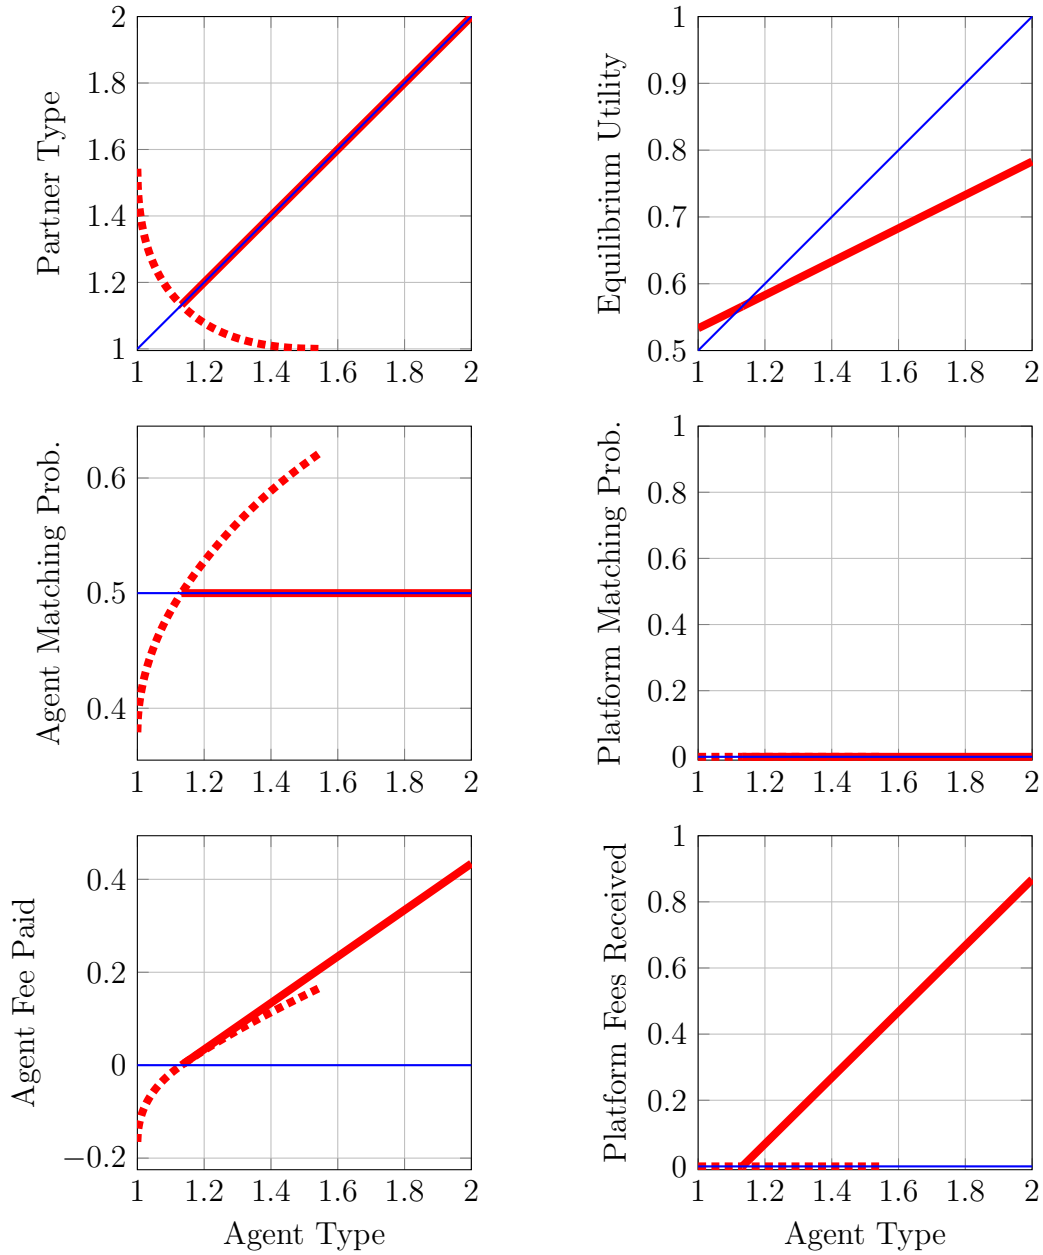 Partner Type
2
1.8
1.6
1.4
1.2
1
1 1.2 1.4 1.6 1.8 2
Equilibrium Utility
1
0.9
0.8
0.7
0.6
0.5
1 1.2 1.4 1.6 1.8 2
Agent Matching Prob.
0.6
0.5
0.4
1 1.2 1.4 1.6 1.8 2
Platform Matching Prob.
1
0.8
0.6
0.4
0.2
0
1 1.2 1.4 1.6 1.8 2
Agent Fee Paid
0.4
0.2
0
−0.2
1 1.2 1.4 1.6 1.8 2
Agent Type
Platform Fees Received
1
0.8
0.6
0.4
0.2
0
1 1.2 1.4 1.6 1.8 2
Agent Type